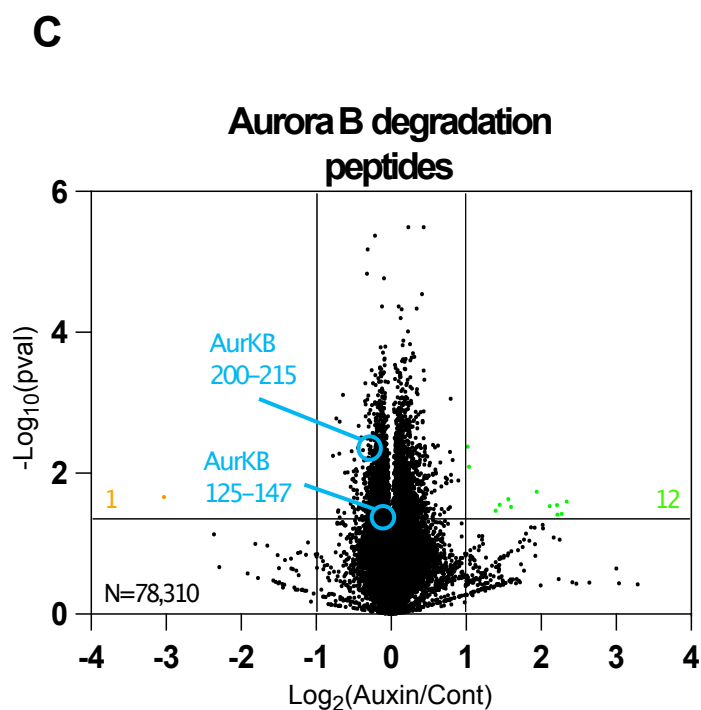 C
Aurora B degradation
peptides
6
4
2
0
-Log10(pval)
AurKB
200–215
AurKB
125–147
1
12
N=78,310
-4 -3 -2 -1 0 1 2 3 4
Log2(Auxin/Cont)